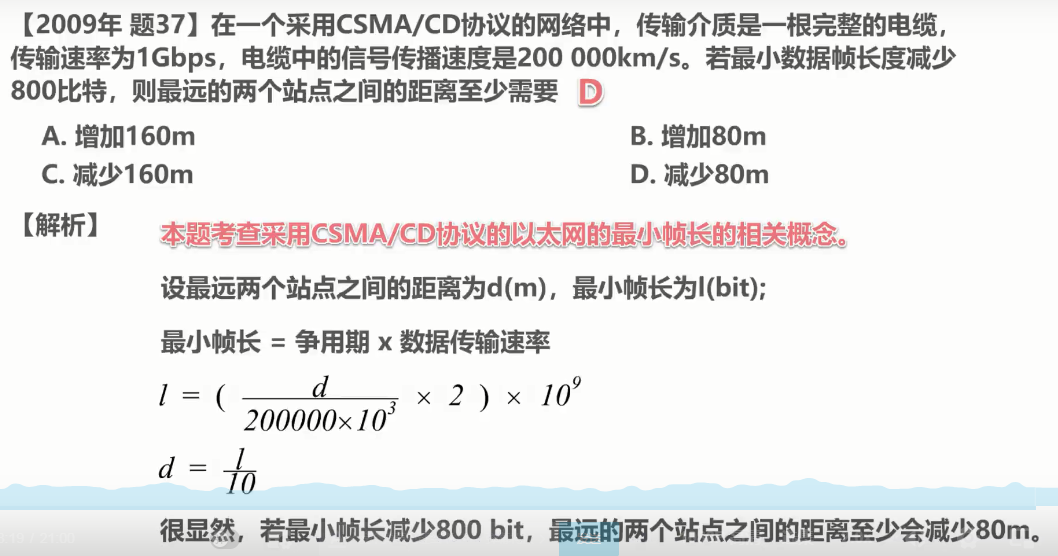 【2009年 题37】在一个采用CSMA/CD协议的网络中，传输介质是一根完整的电缆，
传输速率为1Gbps，电缆中的信号传播速度是200 000km/s。若最小数据帧长度减少
800比特，则最远的两个站点之间的距离至少需要 D
A. 增加160m
B. 增加80m
C. 减少160m
D. 减少80m
【解析】
本题考查采用CSMA/CD协议的以太网的最小帧长的相关概念。
设最远两个站点之间的距离为d(m)，最小帧长为l(bit);
最小帧长 = 争用期 x 数据传输速率
l = ( d / 200000×10³ × 2 ) × 10⁹
d = l / 10
很显然，若最小帧长减少800 bit，最远的两个站点之间的距离至少会减少80m。